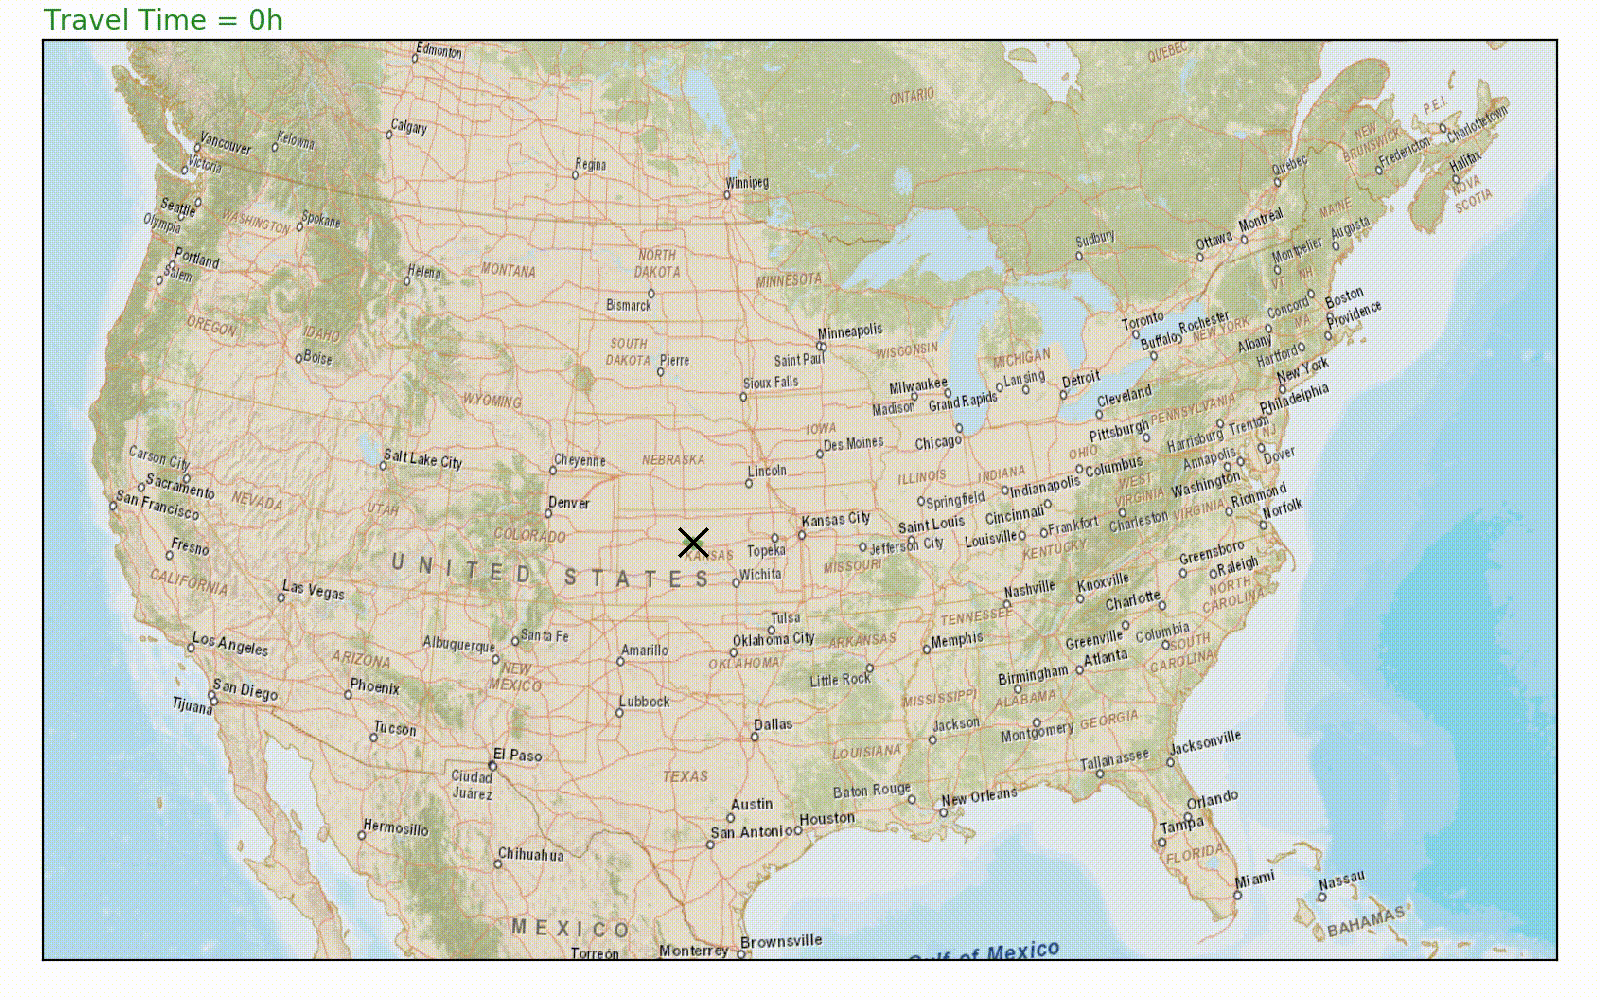 Travel Time = 0h
Edmonton
QUEBEC
ONTARIO
P.E.I.
Calgary
Charlottetown
NEW
BRUNSWICK
Vancouver
Kelowna
Fredericton
Victoria
Regina
Quebec
Halifax
Winnipeg
NOVA
SCOTIA
Seattle
WASHINGTON
Spokane
MAINE
Olympia
Montréal
Augusta
Sudbury
Ottawa
Portland
Montpelier
NORTH
DAKOTA
Salem
Helena
MONTANA
MINNESOTA
NH
VT
Bismarck
Boston
Concord
OREGON
IDAHO
Toronto
Rochester
Providence
MA
Minneapolis
Buffalo
NEW YORK
Albany
SOUTH
DAKOTA
Saint Paul
WISCONSIN
MICHIGAN
Hartford
Boise
Pierre
New York
Sioux Falls
Milwaukee
Lansing
Detroit
WYOMING
Madison
Grand Rapids
Cleveland
PENNSYLVANIA
Philadelphia
IOWA
Chicago
Pittsburgh
Harrisburg
Trenton
NJ
Des Moines
Carson City
Salt Lake City
Cheyenne
NEBRASKA
Lincoln
OHIO
Columbus
Annapolis
Dover
Sacramento
ILLINOIS
INDIANA
Indianapolis
WEST
VIRGINIA
Washington
San Francisco
NEVADA
UTAH
Denver
Springfield
VIRGINIA
Richmond
Kansas City
Saint Louis
Cincinnati
Frankfort
Charleston
Norfolk
COLORADO
Fresno
Topeka
Jefferson City
Louisville
KENTUCKY
KANSAS
UNITED STATES
CALIFORNIA
Wichita
MISSOURI
Greensboro
Raleigh
Las Vegas
Nashville
Knoxville
Charlotte
NORTH
CAROLINA
Tulsa
TENNESSEE
Los Angeles
Albuquerque
Santa Fe
Oklahoma City
ARKANSAS
Memphis
Greenville
Columbia
SOUTH
CAROLINA
ARIZONA
Amarillo
OKLAHOMA
NEW
MEXICO
Little Rock
Birmingham
Atlanta
San Diego
Phoenix
Tijuana
Lubbock
MISSISSIPPI
ALABAMA
Tucson
Dallas
Jackson
Montgomery
GEORGIA
El Paso
LOUISIANA
Jacksonville
Ciudad
Juárez
TEXAS
Tallahassee
Austin
Baton Rouge
New Orleans
Orlando
Hermosillo
San Antonio
Houston
Tampa
Chihuahua
FLORIDA
Miami
Nassau
MEXICO
BAHAMAS
Torreón
Monterrey
Brownsville
Gulf of Mexico